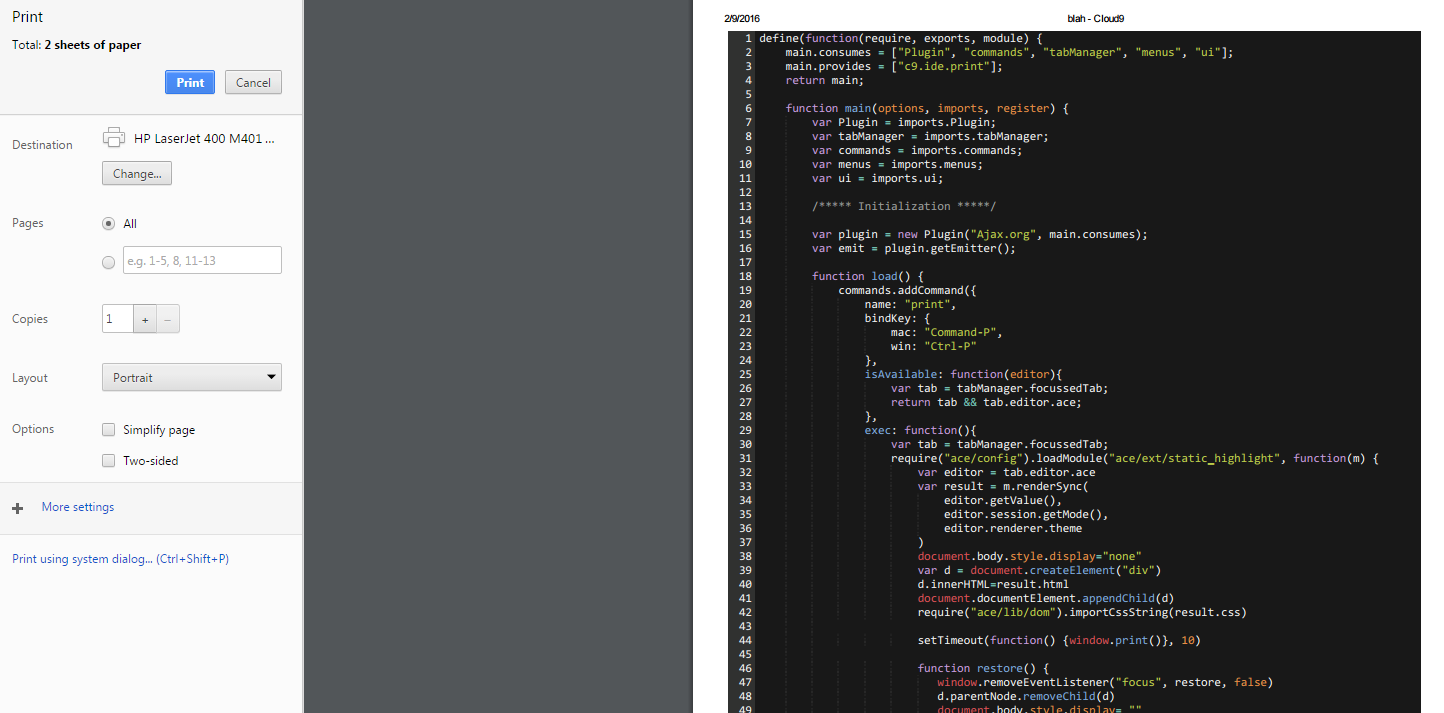 Print
Total: 2 sheets of paper
Print Cancel
Destination HP LaserJet 400 M401 ...
Change...
Pages All
e.g. 1-5, 8, 11-13
Copies 1 + −
Layout Portrait
Options Simplify page
Two-sided
+ More settings
Print using system dialog... (Ctrl+Shift+P)
2/9/2016 blah - Cloud9
1 define(function(require, exports, module) {
2     main.consumes = ["Plugin", "commands", "tabManager", "menus", "ui"];
3     main.provides = ["c9.ide.print"];
4     return main;
5
6     function main(options, imports, register) {
7         var Plugin = imports.Plugin;
8         var tabManager = imports.tabManager;
9         var commands = imports.commands;
10         var menus = imports.menus;
11         var ui = imports.ui;
12
13         /***** Initialization *****/
14
15         var plugin = new Plugin("Ajax.org", main.consumes);
16         var emit = plugin.getEmitter();
17
18         function load() {
19             commands.addCommand({
20                 name: "print",
21                 bindKey: {
22                     mac: "Command-P",
23                     win: "Ctrl-P"
24                 },
25                 isAvailable: function(editor){
26                     var tab = tabManager.focussedTab;
27                     return tab && tab.editor.ace;
28                 },
29                 exec: function(){
30                     var tab = tabManager.focussedTab;
31                     require("ace/config").loadModule("ace/ext/static_highlight", function(m) {
32                         var editor = tab.editor.ace
33                         var result = m.renderSync(
34                             editor.getValue(),
35                             editor.session.getMode(),
36                             editor.renderer.theme
37                         )
38                         document.body.style.display="none"
39                         var d = document.createElement("div")
40                         d.innerHTML=result.html
41                         document.documentElement.appendChild(d)
42                         require("ace/lib/dom").importCssString(result.css)
43
44                         setTimeout(function() {window.print()}, 10)
45
46                         function restore() {
47                            window.removeEventListener("focus", restore, false)
48                            d.parentNode.removeChild(d)
49                            document.body.style.display= ""